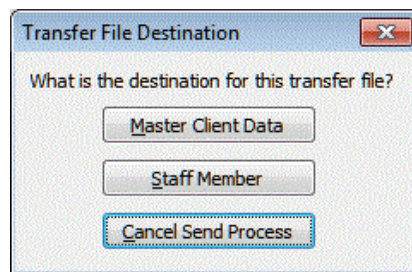 Transfer File Destination
What is the destination for this transfer file?
Master Client Data
Staff Member
Cancel Send Process